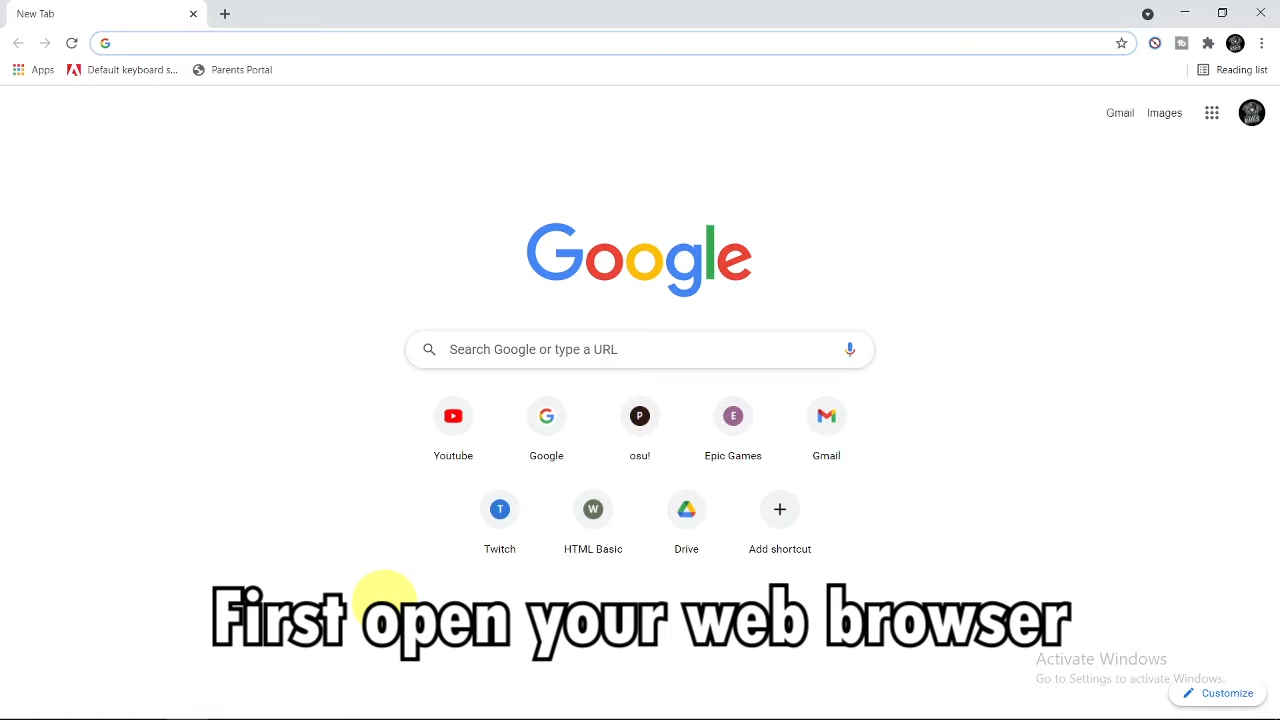 New Tab
Apps
Default keyboard s...
Parents Portal
Reading list
Gmail
Images
Google
Search Google or type a URL
P
E
Youtube
Google
osu!
Epic Games
Gmail
T
W
Twitch
HTML Basic
Drive
Add shortcut
First open your web browser
Activate Windows
Go to Settings to activate Windows.
Customize